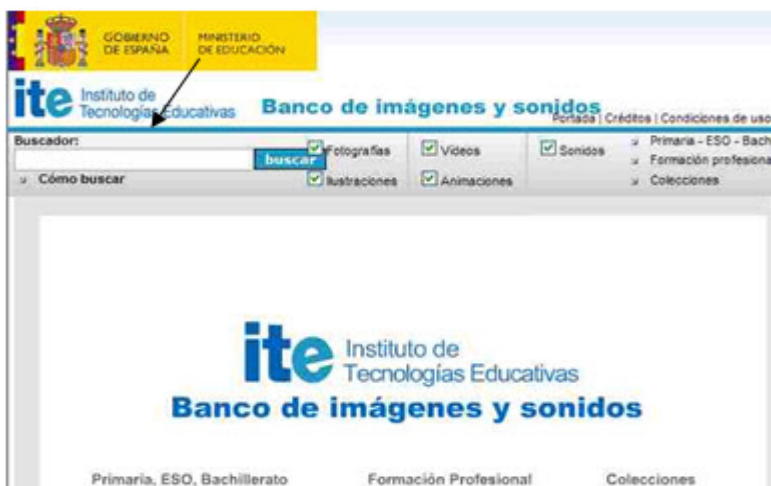 GOBIERNO DE ESPAÑA
MINISTERIO DE EDUCACIÓN
ite Instituto de Tecnologías Educativas
Banco de imágenes y sonidos
Portada | Créditos | Condiciones de uso
Buscador:
buscar
Cómo buscar
Fotografías
Vídeos
Sonidos
Ilustraciones
Animaciones
Primaria - ESO - Bach
Formación profesiona
Colecciones
ite Instituto de
Tecnologías Educativas
Banco de imágenes y sonidos
Primaria, ESO, Bachillerato
Formación Profesional
Colecciones